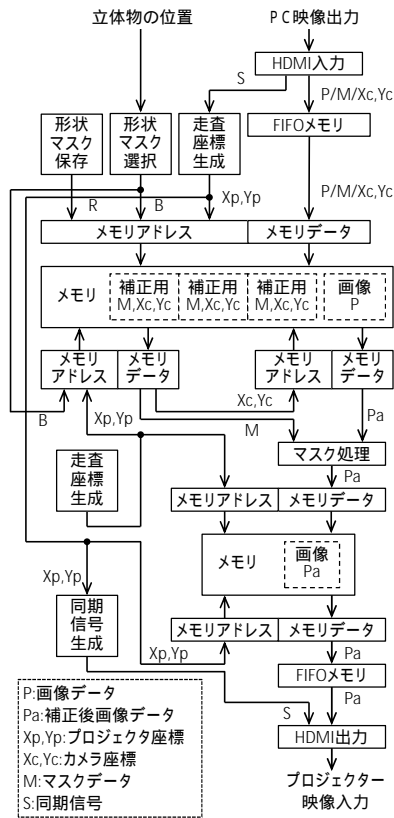 立体物の位置
PC映像出力
HDMI入力
S
P/M/Xc,Yc
形状
マスク
保存
形状
マスク
選択
走査
座標
生成
FIFOメモリ
R
B
Xp,Yp
P/M/Xc,Yc
メモリアドレス
メモリデータ
メモリ
補正用
M,Xc,Yc
補正用
M,Xc,Yc
補正用
M,Xc,Yc
画像
P
メモリ
アドレス
メモリ
データ
メモリ
アドレス
メモリ
データ
B
Xp,Yp
Xc,Yc
M
Pa
走査
座標
生成
マスク処理
Pa
メモリアドレス
メモリデータ
メモリ
画像
Pa
Xp,Yp
同期
信号
生成
Xp,Yp
メモリアドレス
メモリデータ
Pa
FIFOメモリ
Pa
S
HDMI出力
プロジェクター
映像入力
P:画像データ
Pa:補正後画像データ
Xp,Yp:プロジェクタ座標
Xc,Yc:カメラ座標
M:マスクデータ
S:同期信号